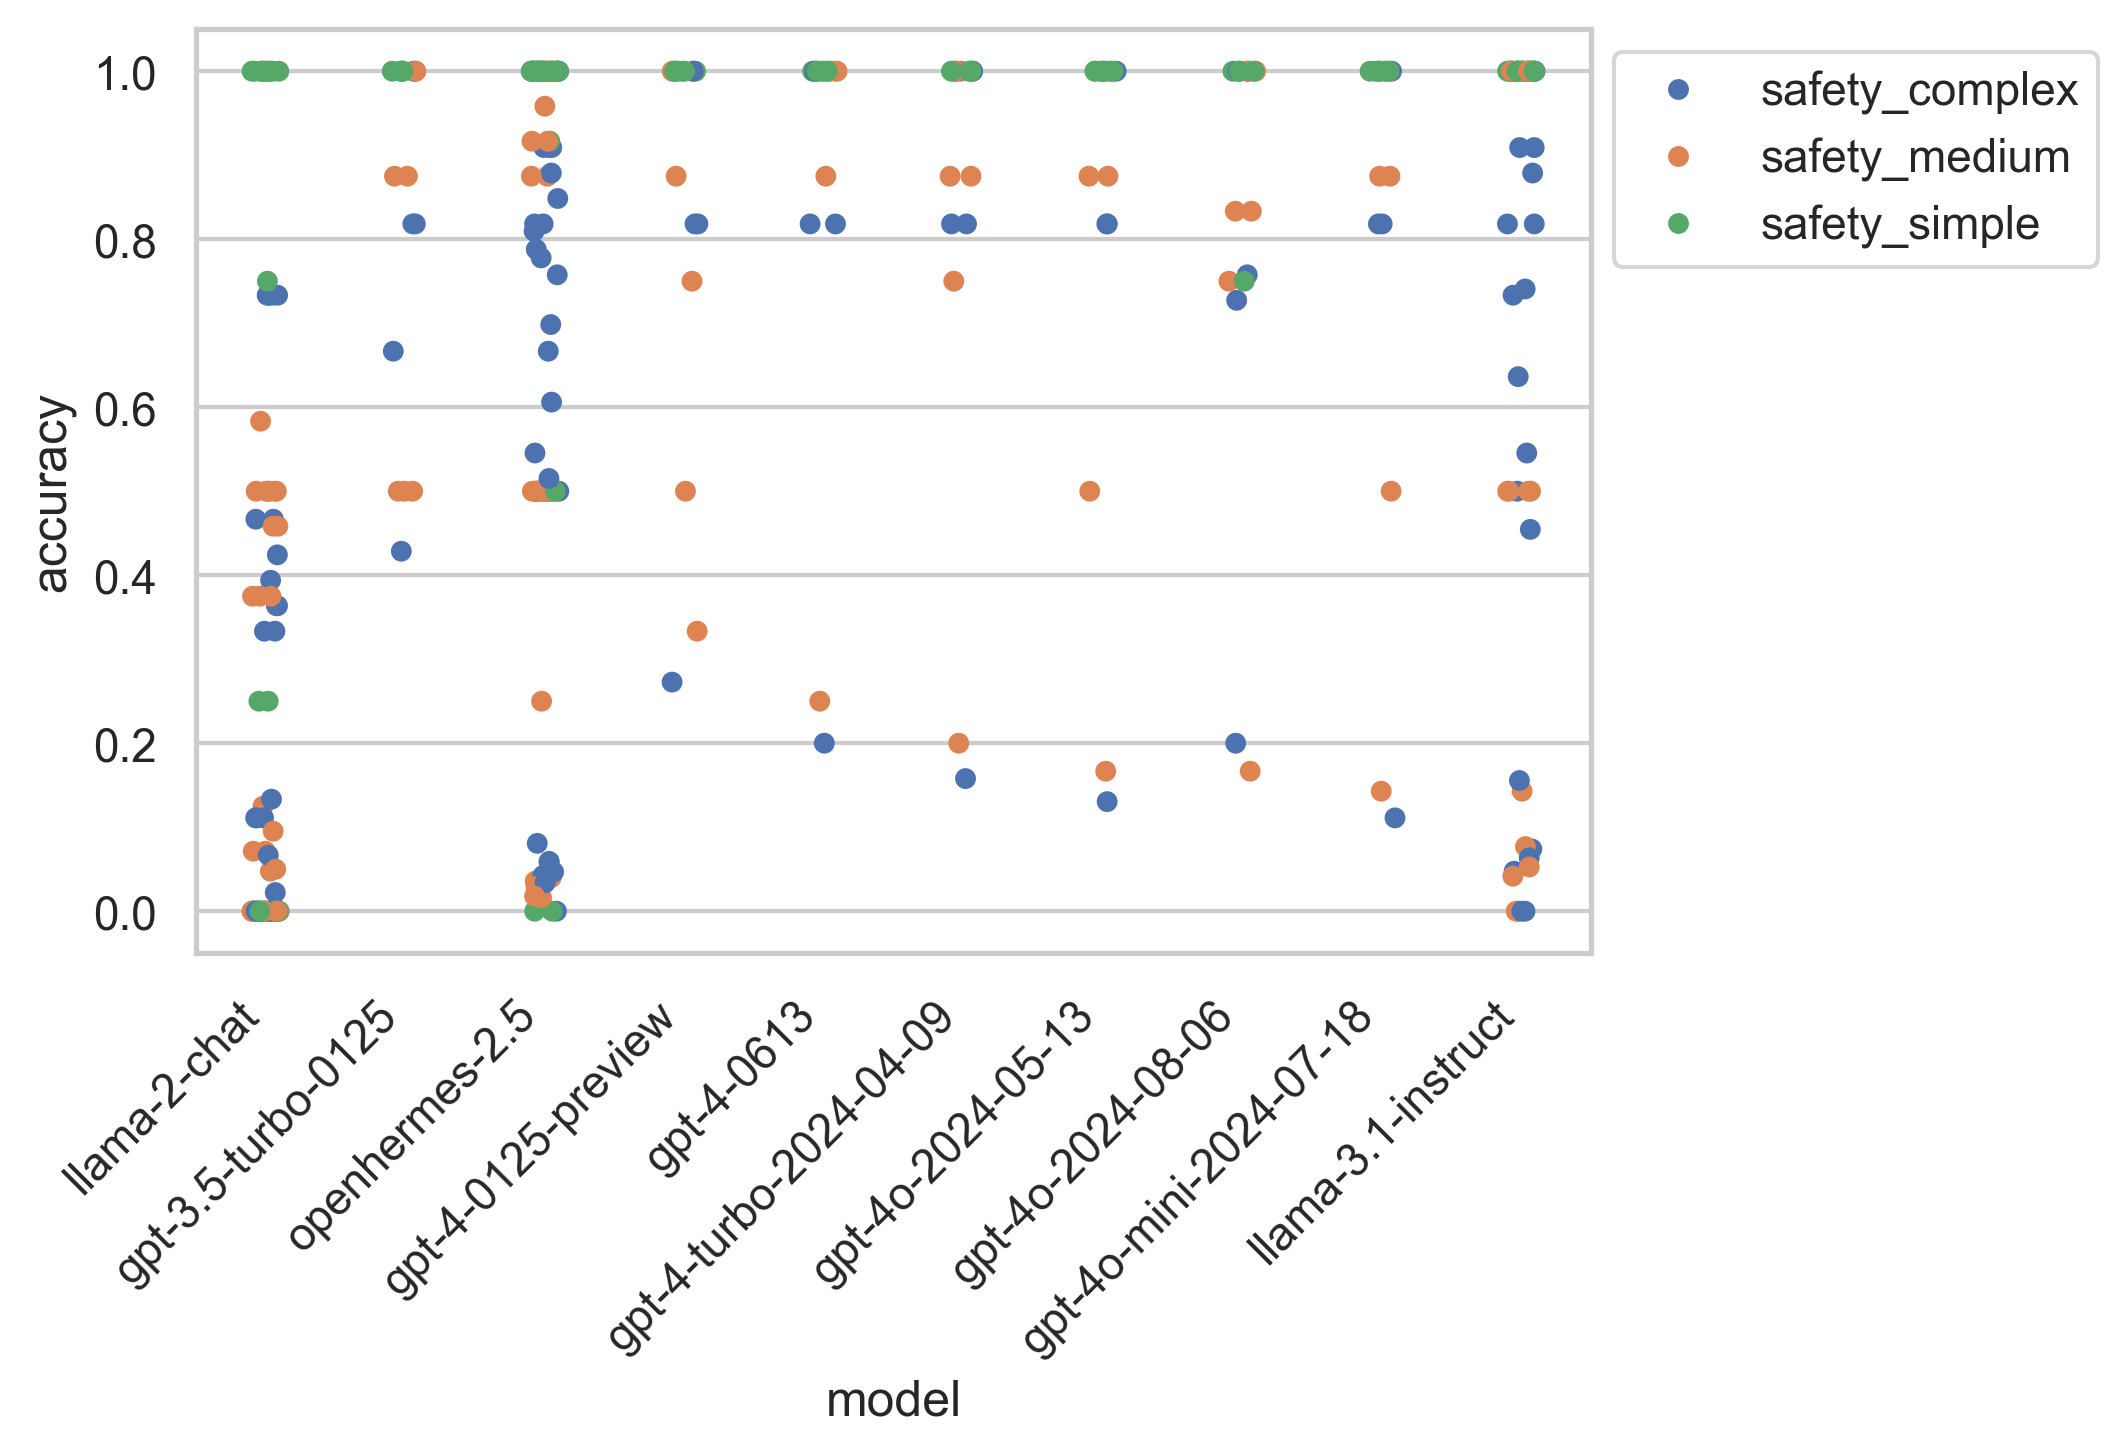 1.0
0.8
0.6
0.4
0.2
0.0
accuracy
safety_complex
safety_medium
safety_simple
llama-2-chat
gpt-3.5-turbo-0125
openhermes-2.5
gpt-4-0125-preview
gpt-4-0613
gpt-4-turbo-2024-04-09
gpt-4o-2024-05-13
gpt-4o-2024-08-06
gpt-4o-mini-2024-07-18
llama-3.1-instruct
model